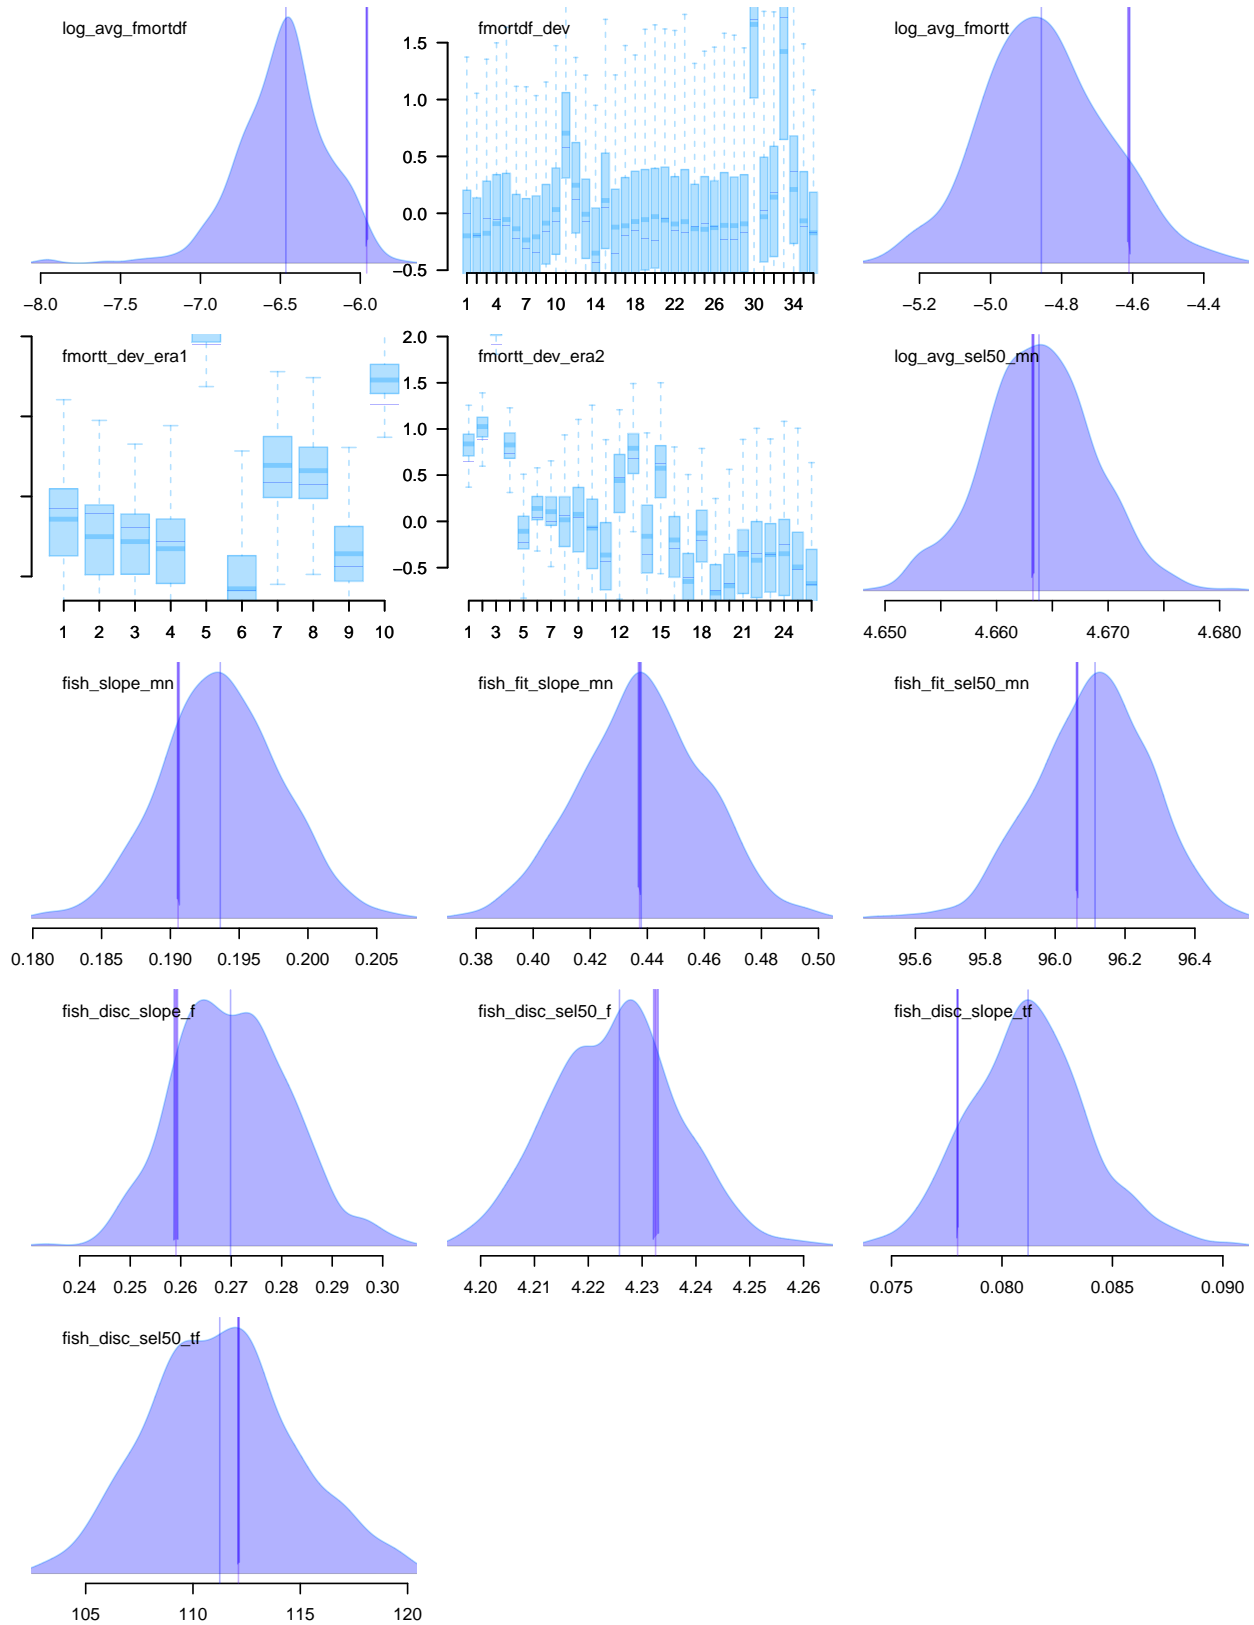 log_avg_fmortdf
−8.0 −7.5 −7.0 −6.5 −6.0
fmortdf_dev
1.5
1.0
0.5
0.0
−0.5
1 4 7 10 14 18 22 26 30 34
log_avg_fmortt
−5.2 −5.0 −4.8 −4.6 −4.4
fmortt_dev_era1
1 2 3 4 5 6 7 8 9 10
fmortt_dev_era2
2.0
1.5
1.0
0.5
0.0
−0.5
1 3 5 7 9 12 15 18 21 24
log_avg_sel50_mn
4.650 4.660 4.670 4.680
fish_slope_mn
0.180 0.185 0.190 0.195 0.200 0.205
fish_fit_slope_mn
0.38 0.40 0.42 0.44 0.46 0.48 0.50
fish_fit_sel50_mn
95.6 95.8 96.0 96.2 96.4
fish_disc_slope_f
0.24 0.25 0.26 0.27 0.28 0.29 0.30
fish_disc_sel50_f
4.20 4.21 4.22 4.23 4.24 4.25 4.26
fish_disc_slope_tf
0.075 0.080 0.085 0.090
fish_disc_sel50_tf
105 110 115 120